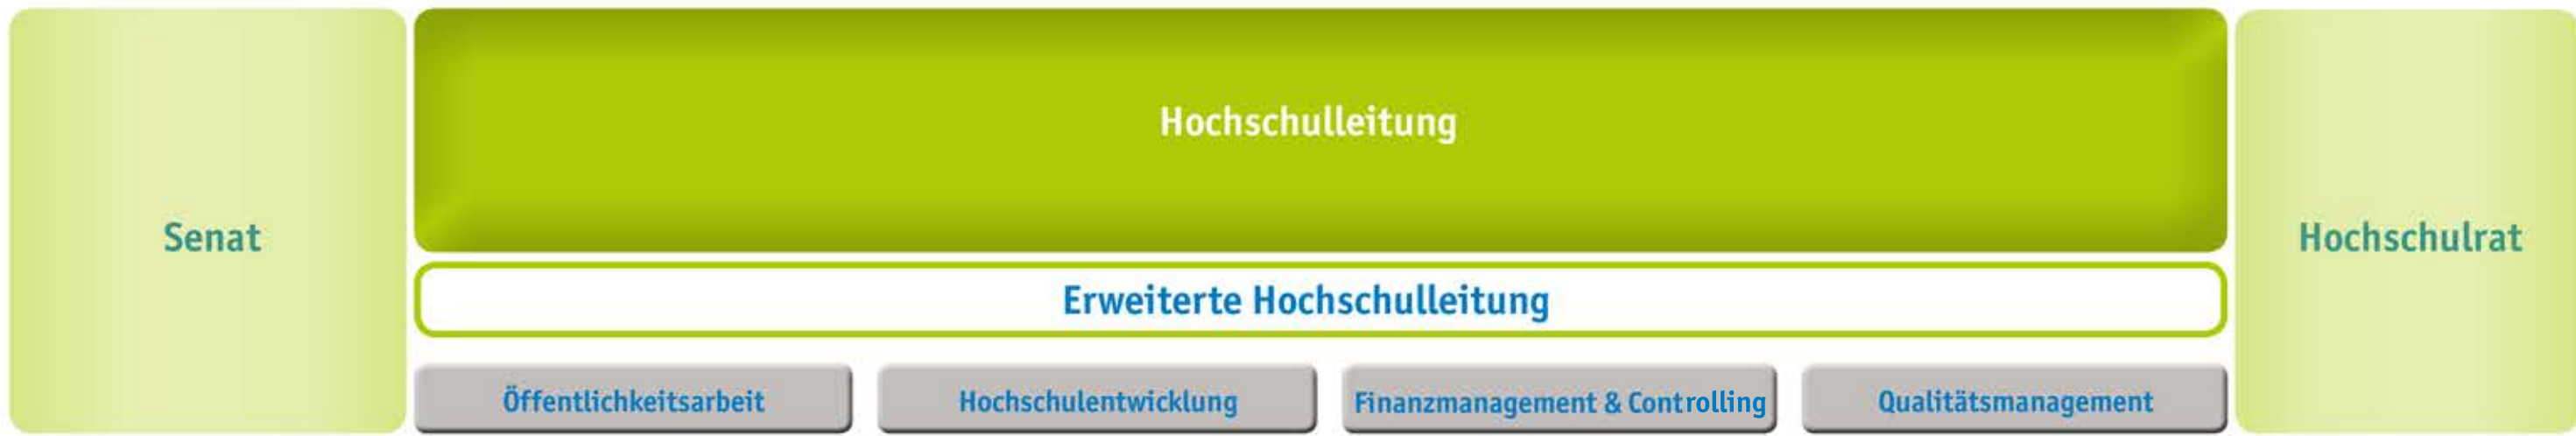 Senat
Hochschulleitung
Erweiterte Hochschulleitung
Öffentlichkeitsarbeit
Hochschulentwicklung
Finanzmanagement & Controlling
Qualitätsmanagement
Hochschulrat